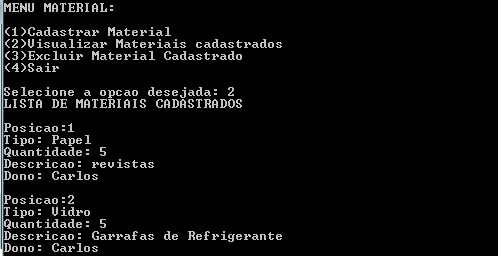 MENU MATERIAL:
(1)Cadastrar Material
(2)Visualizar Materiais cadastrados
(3)Excluir Material Cadastrado
(4)Sair
Selecione a opcao desejada: 2
LISTA DE MATERIAIS CADASTRADOS
Posicao:1
Tipo: Papel
Quantidade: 5
Descricao: revistas
Dono: Carlos
Posicao:2
Tipo: Vidro
Quantidade: 5
Descricao: Garrafas de Refrigerante
Dono: Carlos